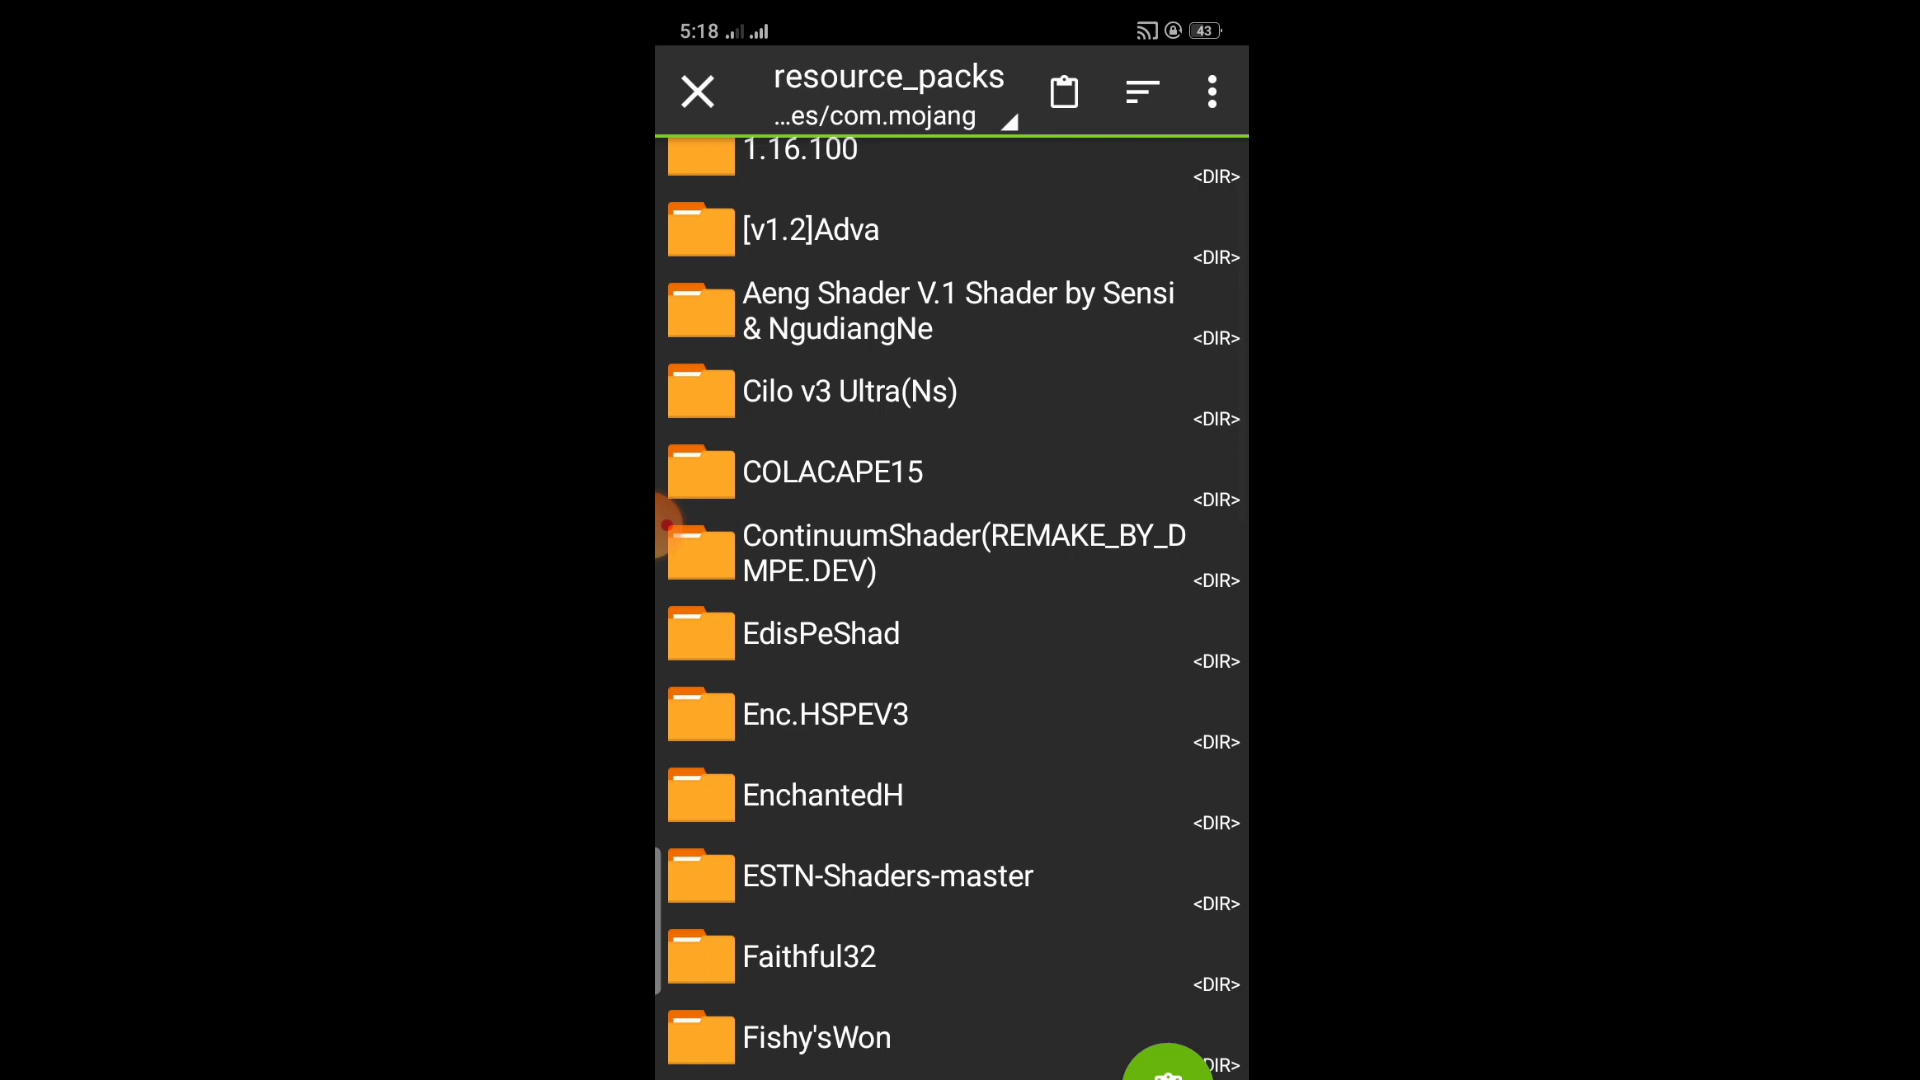 5:18
43
resource_packs
...es/com.mojang
1.16.100
<DIR>
[v1.2]Adva
<DIR>
Aeng Shader V.1 Shader by Sensi
& NgudiangNe
<DIR>
Cilo v3 Ultra(Ns)
<DIR>
COLACAPE15
<DIR>
ContinuumShader(REMAKE_BY_D
MPE.DEV)
<DIR>
EdisPeShad
<DIR>
Enc.HSPEV3
<DIR>
EnchantedH
<DIR>
ESTN-Shaders-master
<DIR>
Faithful32
<DIR>
Fishy'sWon
DIR>